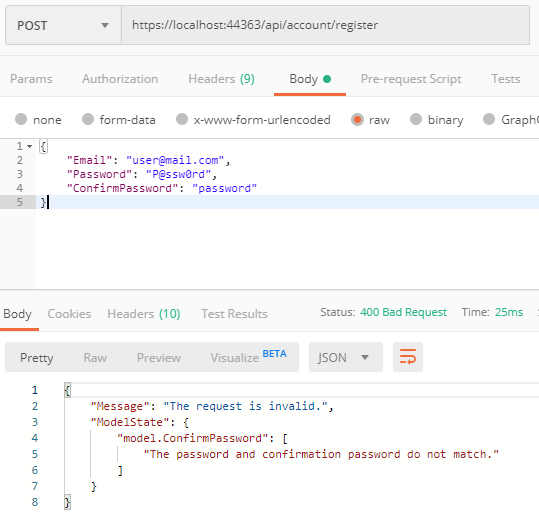 POST https://localhost:44363/api/account/register
Params Authorization Headers (9) Body Pre-request Script Tests
none form-data x-www-form-urlencoded raw binary GraphQ
1 {
2 "Email": "user@mail.com",
3 "Password": "P@ssw0rd",
4 "ConfirmPassword": "password"
5 }
Body Cookies Headers (10) Test Results Status: 400 Bad Request Time: 25ms
Pretty Raw Preview Visualize BETA JSON
1 {
2 "Message": "The request is invalid.",
3 "ModelState": {
4 "model.ConfirmPassword": [
5 "The password and confirmation password do not match."
6 ]
7 }
8 }